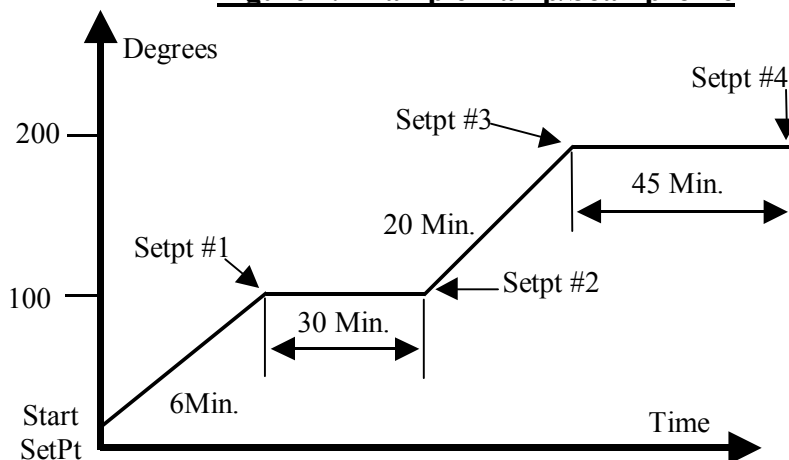 Degrees
Setpt #4
200
Setpt #3
45 Min.
20 Min.
Setpt #1
Setpt #2
100
30 Min.
6Min.
Start
SetPt
Time